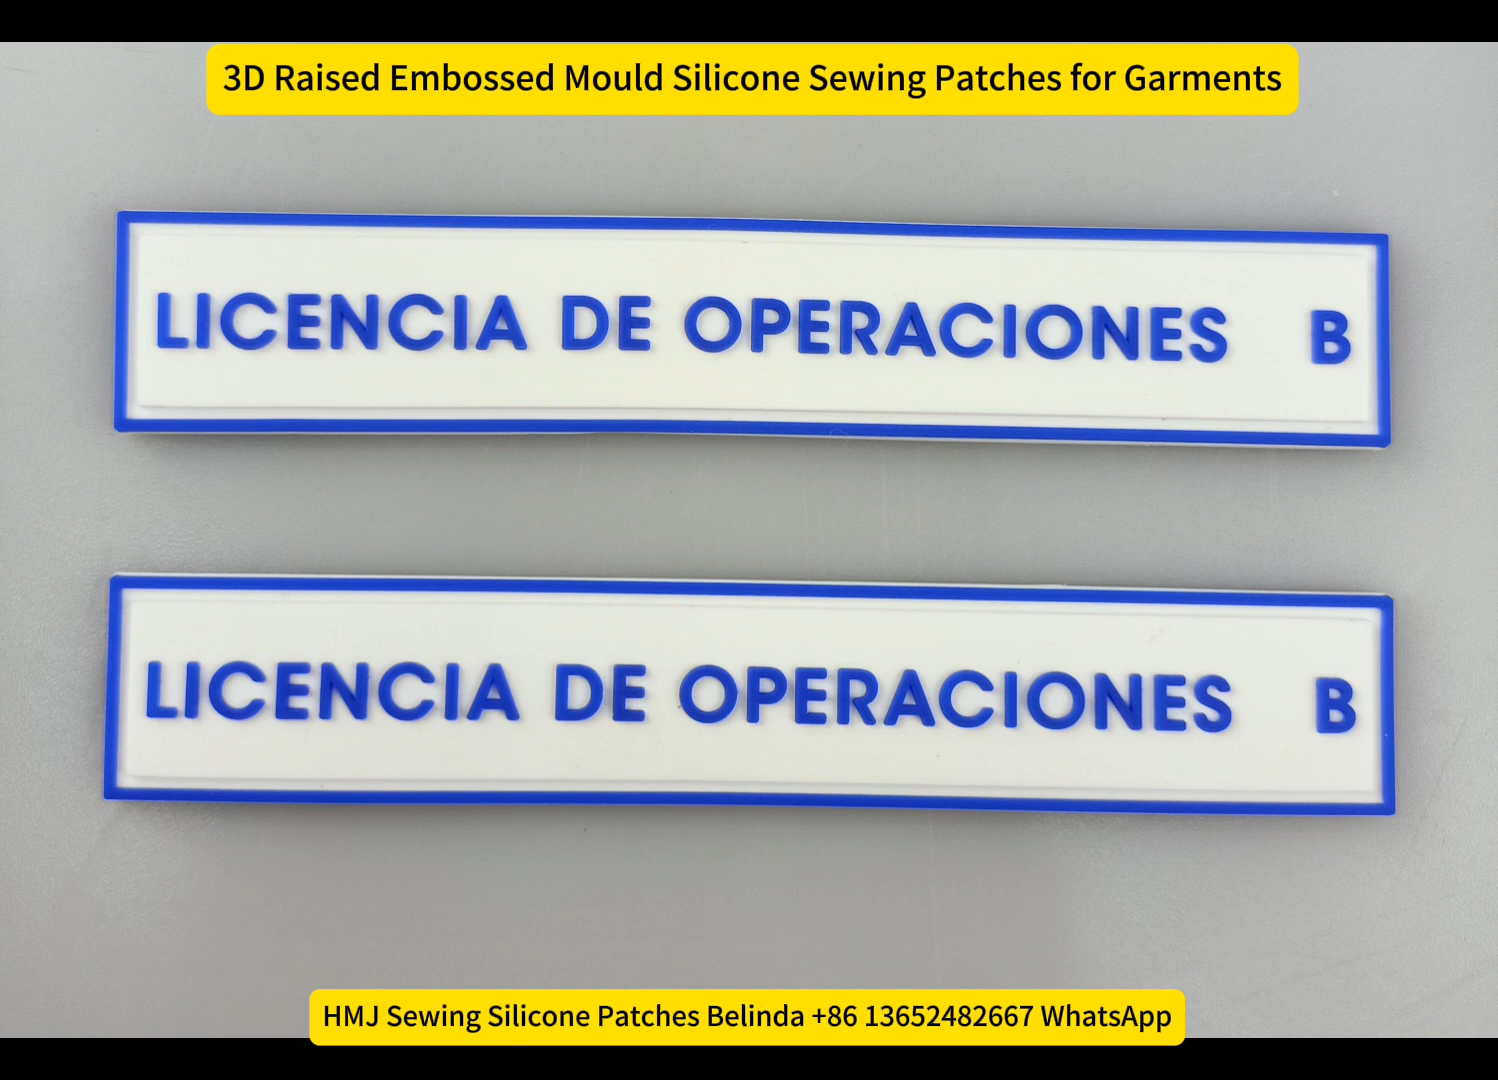 3D Raised Embossed Mould Silicone Sewing Patches for Garments
LICENCIA DE OPERACIONES B
LICENCIA DE OPERACIONES B
HMJ Sewing Silicone Patches Belinda +86 13652482667 WhatsApp